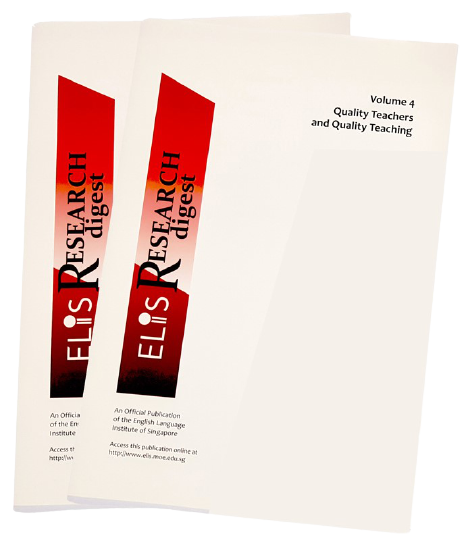 Volume 4
Quality Teachers
and Quality Teaching
ELIS
RESEARCH
digest
An Official Publication
of the English Language
Institute of Singapore
Access this publication online at
http://www.elis.moe.edu.sg
ELIS
RESEARCH
digest
An Officia
of the En
Institute
Access th
http://w